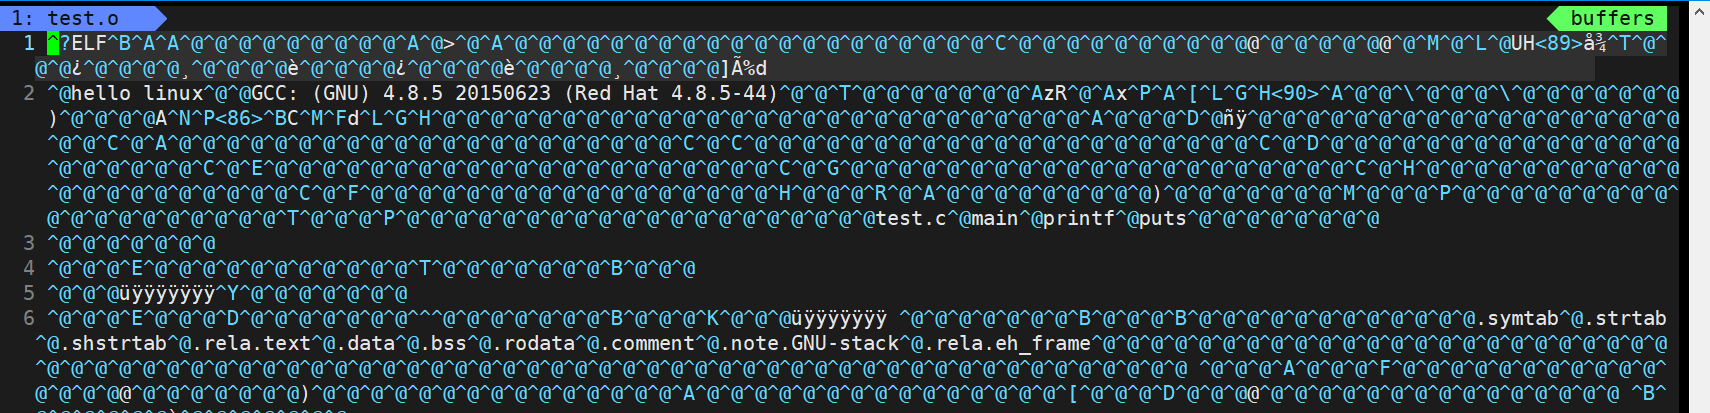 1: test.o buffers
1 ^?ELF^B^A^A^@^@^@^@^@^@^@^@^@^A^@>^@^A^@^@^@^@^@^@^@^@^@^@^@^@^@^@^@^@^@^@^@^@^C^@^@^@^@^@^@^@^@^@@^@^@^@^@^@@^@^@^M^@^L^@UH<89>å¾^T^@^
@^@¿^@^@^@^@¸^@^@^@^@è^@^@^@^@¿^@^@^@^@è^@^@^@^@¸^@^@^@^@]Ã%d
2 ^@hello linux^@^@GCC: (GNU) 4.8.5 20150623 (Red Hat 4.8.5-44)^@^@^@^T^@^@^@^@^@^@^@^AzR^@^Ax^P^A^[^L^G^H<90>^A^@^@^\^@^@^@^\^@^@^@^@^@^@^@
)^@^@^@^@A^N^P<86>^BC^M^Fd^L^G^H^@^@^@^@^@^@^@^@^@^@^@^@^@^@^@^@^@^@^@^@^@^@^@^@^@^@^@^A^@^@^@^D^@ñÿ^@^@^@^@^@^@^@^@^@^@^@^@^@^@^@^@^@^@
^@^@^C^@^A^@^@^@^@^@^@^@^@^@^@^@^@^@^@^@^@^@^@^@^@^@^C^@^C^@^@^@^@^@^@^@^@^@^@^@^@^@^@^@^@^@^@^@^@^@^C^@^D^@^@^@^@^@^@^@^@^@^@^@^@^@^@^@
^@^@^@^@^@^@^C^@^E^@^@^@^@^@^@^@^@^@^@^@^@^@^@^@^@^@^@^@^@^@^C^@^G^@^@^@^@^@^@^@^@^@^@^@^@^@^@^@^@^@^@^@^@^@^C^@^H^@^@^@^@^@^@^@^@^@^@^@
^@^@^@^@^@^@^@^@^@^@^C^@^F^@^@^@^@^@^@^@^@^@^@^@^@^@^@^@^@^@^H^@^@^@^R^@^A^@^@^@^@^@^@^@^@^@)^@^@^@^@^@^@^@^M^@^@^@^P^@^@^@^@^@^@^@^@^@^
@^@^@^@^@^@^@^@^@^@^T^@^@^@^P^@^@^@^@^@^@^@^@^@^@^@^@^@^@^@^@^@^@^@^@test.c^@main^@printf^@puts^@^@^@^@^@^@^@^@
3 ^@^@^@^@^@^@^@
4 ^@^@^@^E^@^@^@^@^@^@^@^@^@^@^@^T^@^@^@^@^@^@^@^B^@^@^@
5 ^@^@^@üÿÿÿÿÿÿÿ^Y^@^@^@^@^@^@^@
6 ^@^@^@^E^@^@^@^D^@^@^@^@^@^@^@^^^@^@^@^@^@^@^@^B^@^@^@^K^@^@^@üÿÿÿÿÿÿÿ ^@^@^@^@^@^@^@^B^@^@^@^B^@^@^@^@^@^@^@^@^@^@^@^@.symtab^@.strtab
^@.shstrtab^@.rela.text^@.data^@.bss^@.rodata^@.comment^@.note.GNU-stack^@.rela.eh_frame^@^@^@^@^@^@^@^@^@^@^@^@^@^@^@^@^@^@^@^@^@^@^@^@
^@^@^@^@^@^@^@^@^@^@^@^@^@^@^@^@^@^@^@^@^@^@^@^@^@^@^@^@^@^@^@^@^@^@^@^@^@^@^@^@^@^@^@^@^@^@^@^@ ^@^@^@^A^@^@^@^F^@^@^@^@^@^@^@^@^@^@^@^
@^@^@^@@^@^@^@^@^@^@^@)^@^@^@^@^@^@^@^@^@^@^@^@^@^@^@^A^@^@^@^@^@^@^@^@^@^@^@^@^@^@^@^[^@^@^@^D^@^@^@@^@^@^@^@^@^@^@^@^@^@^@^@^@^@^@ ^B^